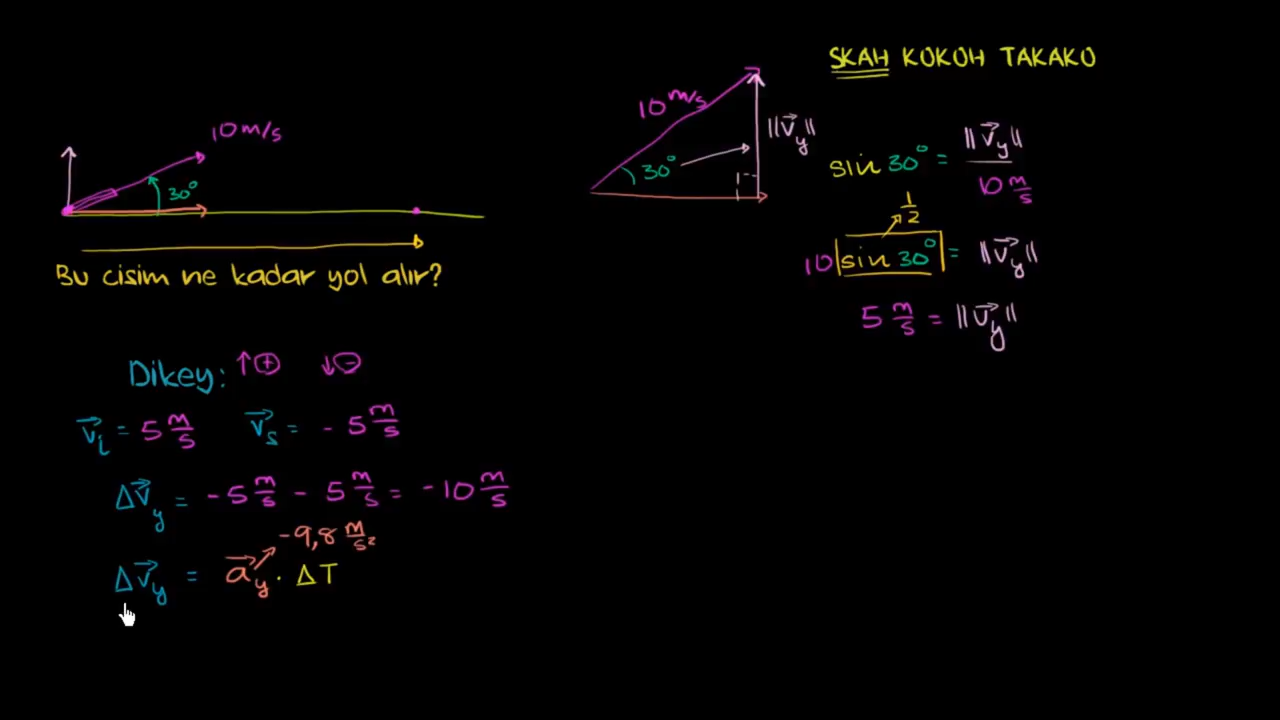 10 m/s
30°
Bu cisim ne kadar yol alır?
10 m/s
30°
||v⃗y||
SKAH KOKOH TAKAKO
sin 30° = ||v⃗y|| / 10 m/s
1/2
10 sin 30° = ||v⃗y||
5 m/s = ||v⃗y||
Dikey: ↑⊕ ↓⊖
v⃗i = 5 m/s v⃗s = -5 m/s
Δv⃗y = -5 m/s - 5 m/s = -10 m/s
-9,8 m/s²
Δv⃗y = a⃗y · ΔT